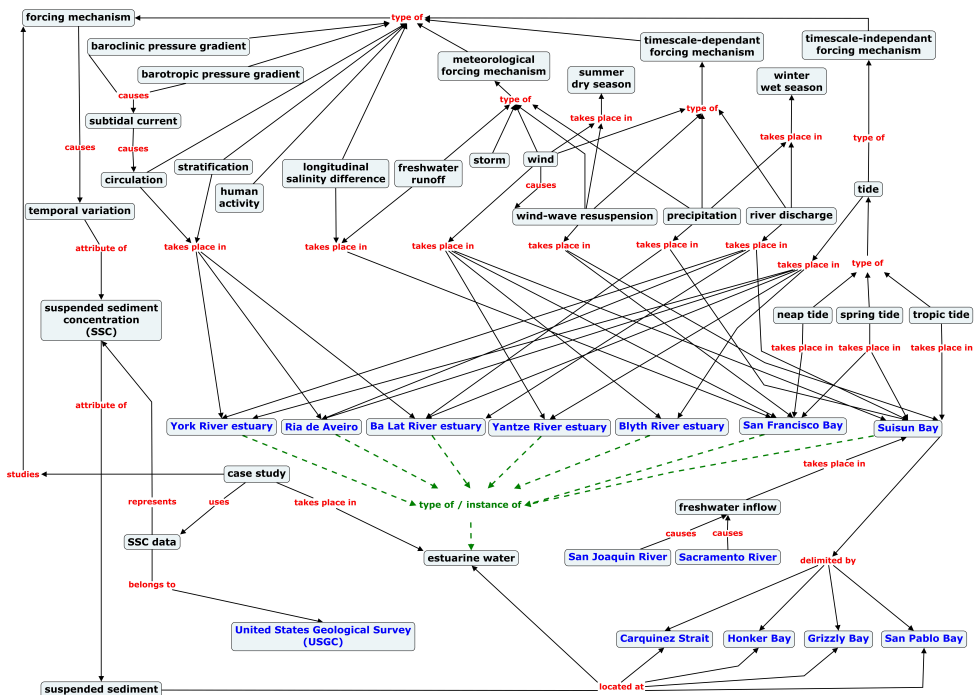 forcing mechanism
type of
timescale-dependant
forcing mechanism
timescale-independant
forcing mechanism
baroclinic pressure gradient
barotropic pressure gradient
meteorological
forcing mechanism
summer
dry season
winter
wet season
causes
type of
type of
subtidal current
takes place in
takes place in
type of
causes
causes
circulation
stratification
human
activity
longitudinal
salinity difference
freshwater
runoff
storm
wind
causes
tide
temporal variation
wind-wave resuspension
precipitation
river discharge
attribute of
takes place in
takes place in
takes place in
takes place in
takes place in
takes place in
takes place in
type of
suspended sediment
concentration
(SSC)
neap tide
spring tide
tropic tide
takes place in
takes place in
takes place in
attribute of
York River estuary
Ria de Aveiro
Ba Lat River estuary
Yantze River estuary
Blyth River estuary
San Francisco Bay
Suisun Bay
studies
case study
takes place in
represents
uses
takes place in
type of / instance of
freshwater inflow
SSC data
causes
causes
estuarine water
San Joaquin River
Sacramento River
delimited by
belongs to
United States Geological Survey
(USGC)
Carquinez Strait
Honker Bay
Grizzly Bay
San Pablo Bay
suspended sediment
located at